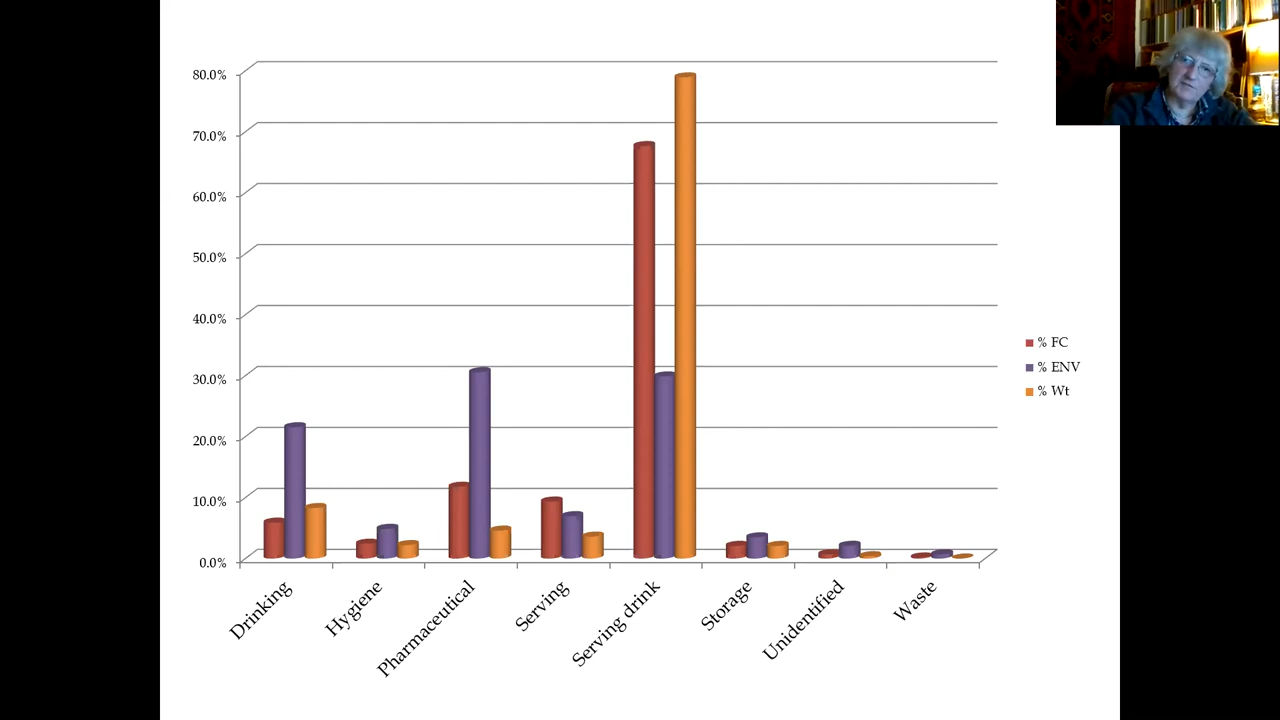 80.0%
70.0%
60.0%
50.0%
40.0%
30.0%
20.0%
10.0%
0.0%
Drinking
Hygiene
Pharmaceutical
Serving
Serving drink
Storage
Unidentified
Waste
% FC
% ENV
% Wt